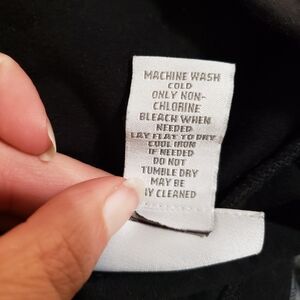 MACHINE WASH
COLD
ONLY NON-
CHLORINE
BLEACH WHEN
NEEDED
LAY FLAT TO DRY
COOL IRON
IF NEEDED
DO NOT
TUMBLE DRY
MAY BE
Y CLEANED